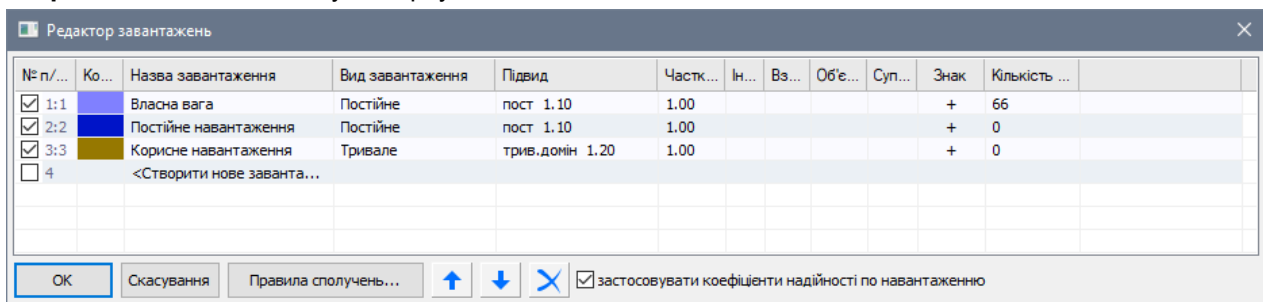 Редактор завантажень
№ п/... Ко... Назва завантаження Вид завантаження Підвид Частк... Ін... Вз... Об'є... Суп... Знак Кількість ...
1:1 Власна вага Постійне пост 1.10 1.00 + 66
2:2 Постійне навантаження Постійне пост 1.10 1.00 + 0
3:3 Корисне навантаження Тривале трив.домін 1.20 1.00 + 0
4 <Створити нове заванта...
ОК Скасування Правила сполучень... застосовувати коефіцієнти надійності по навантаженню